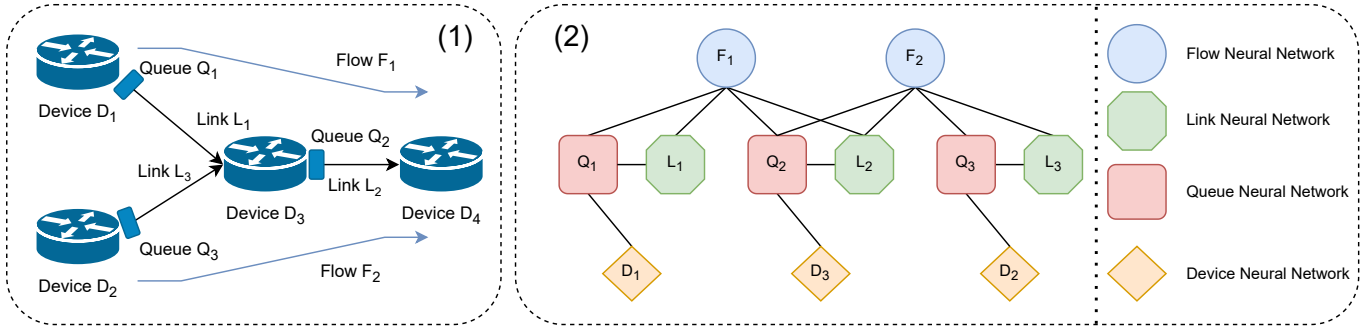 (1)
Queue Q1
Flow F1
Device D1
Link L1
Queue Q2
Link L3
Link L2
Device D3
Device D4
Queue Q3
Flow F2
Device D2
(2)
F1
F2
Q1
L1
Q2
L2
Q3
L3
D1
D3
D2
Flow Neural Network
Link Neural Network
Queue Neural Network
Device Neural Network